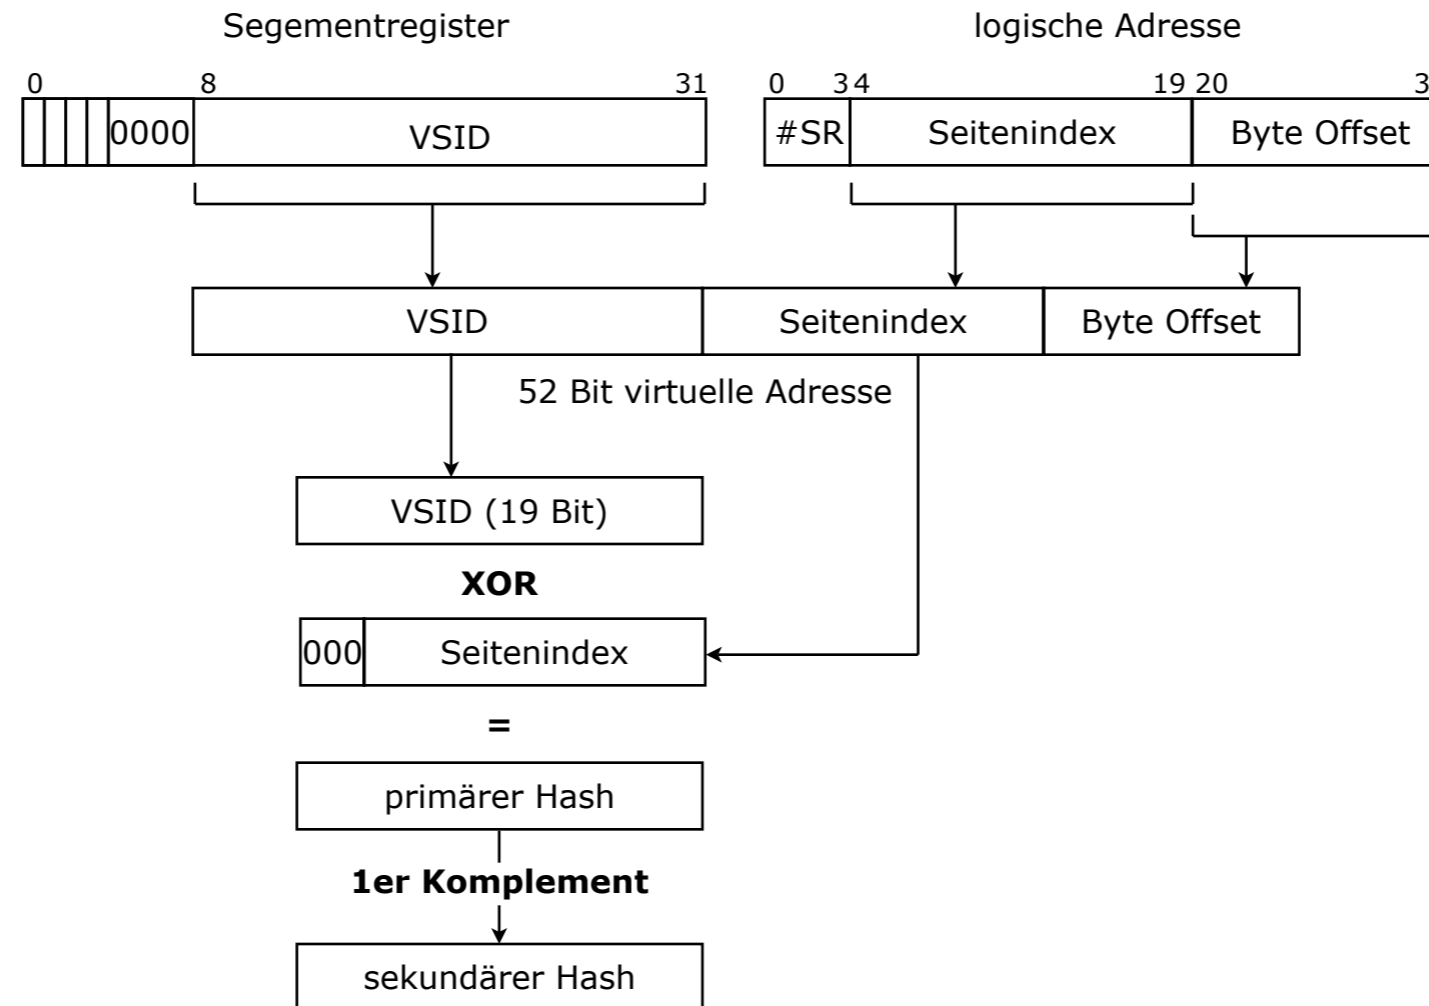 Segementregister logische Adresse
0 8 31 0 3 4 19 20 3
0000 VSID #SR Seitenindex Byte Offset
VSID Seitenindex Byte Offset
52 Bit virtuelle Adresse
VSID (19 Bit)
XOR
000 Seitenindex
=
primärer Hash
1er Komplement
sekundärer Hash